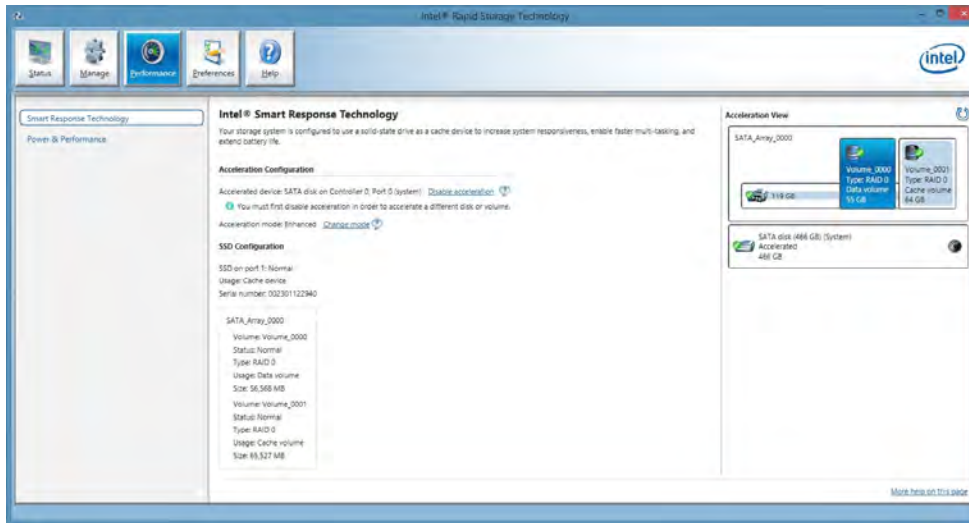 Intel® Rapid Storage Technology
Status
Manage
Performance
Preferences
Help
intel
Smart Response Technology
Power & Performance
Intel® Smart Response Technology
Your storage system is configured to use a solid-state drive as a cache device to increase system responsiveness, enable faster multi-tasking, and
extend battery life.
Acceleration Configuration
Accelerated device: SATA disk on Controller 0, Port 0 (system) Disable acceleration ?
You must first disable acceleration in order to accelerate a different disk or volume.
Acceleration mode: Enhanced Change mode ?
SSD Configuration
SSD on port 1: Normal
Usage: Cache device
Serial number: 002301122940
SATA_Array_0000
Volume: Volume_0000
Status: Normal
Type: RAID 0
Usage: Data volume
Size: 56,568 MB
Volume: Volume_0001
Status: Normal
Type: RAID 0
Usage: Cache volume
Size: 65,527 MB
Acceleration View
SATA_Array_0000
119 GB
Volume_0000
Type: RAID 0
Data volume
55 GB
Volume_0001
Type: RAID 0
Cache volume
64 GB
SATA disk (466 GB) (System)
Accelerated
466 GB
More help on this page